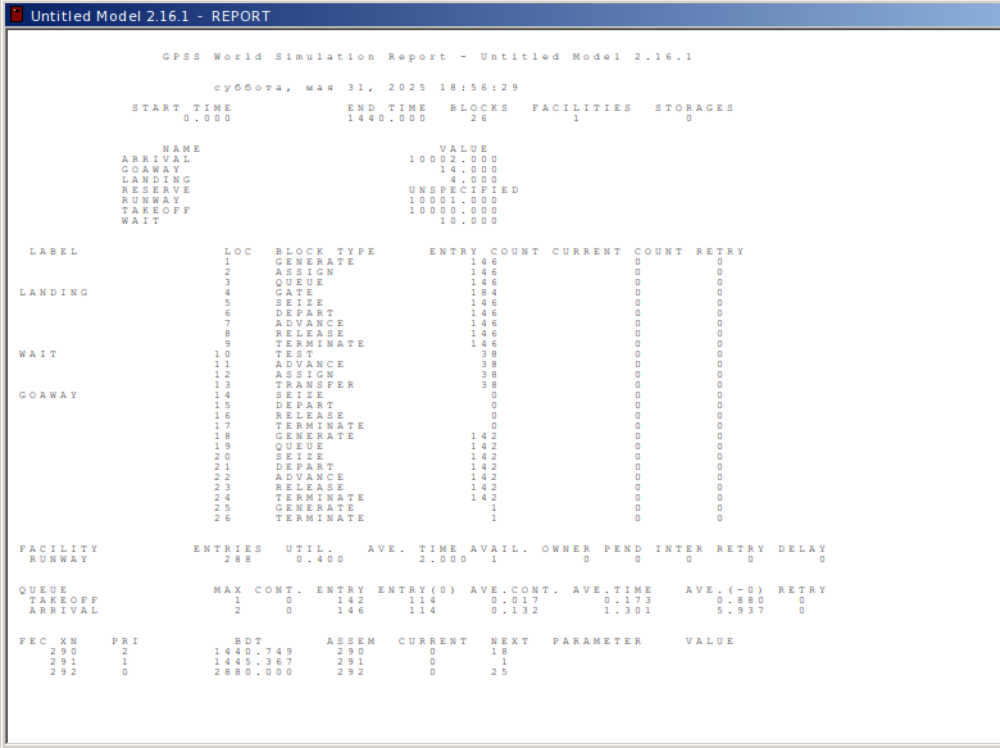 Untitled Model 2.16.1 - REPORT
GPSS World Simulation Report - Untitled Model 2.16.1
суббота, мая 31, 2025 18:56:29
START TIME END TIME BLOCKS FACILITIES STORAGES
0.000 1440.000 26 1 0
NAME VALUE
ARRIVAL 10002.000
GOAWAY 14.000
LANDING 4.000
RESERVE UNSPECIFIED
RUNWAY 10001.000
TAKEOFF 10000.000
WAIT 10.000
LABEL LOC BLOCK TYPE ENTRY COUNT CURRENT COUNT RETRY
1 GENERATE 146 0 0
2 ASSIGN 146 0 0
3 QUEUE 146 0 0
LANDING 4 GATE 184 0 0
5 SEIZE 146 0 0
6 DEPART 146 0 0
7 ADVANCE 146 0 0
8 RELEASE 146 0 0
9 TERMINATE 146 0 0
WAIT 10 TEST 38 0 0
11 ADVANCE 38 0 0
12 ASSIGN 38 0 0
13 TRANSFER 38 0 0
GOAWAY 14 SEIZE 0 0 0
15 DEPART 0 0 0
16 RELEASE 0 0 0
17 TERMINATE 0 0 0
18 GENERATE 142 0 0
19 QUEUE 142 0 0
20 SEIZE 142 0 0
21 DEPART 142 0 0
22 ADVANCE 142 0 0
23 RELEASE 142 0 0
24 TERMINATE 142 0 0
25 GENERATE 1 0 0
26 TERMINATE 1 0 0
FACILITY ENTRIES UTIL. AVE. TIME AVAIL. OWNER PEND INTER RETRY DELAY
RUNWAY 288 0.400 2.000 1 0 0 0 0 0
QUEUE MAX CONT. ENTRY ENTRY(0) AVE.CONT. AVE.TIME AVE.(-0) RETRY
TAKEOFF 1 0 142 114 0.017 0.173 0.880 0
ARRIVAL 2 0 146 114 0.132 1.301 5.937 0
FEC XN PRI BDT ASSEM CURRENT NEXT PARAMETER VALUE
290 2 1440.749 290 0 18
291 1 1445.367 291 0 1
292 0 2880.000 292 0 25